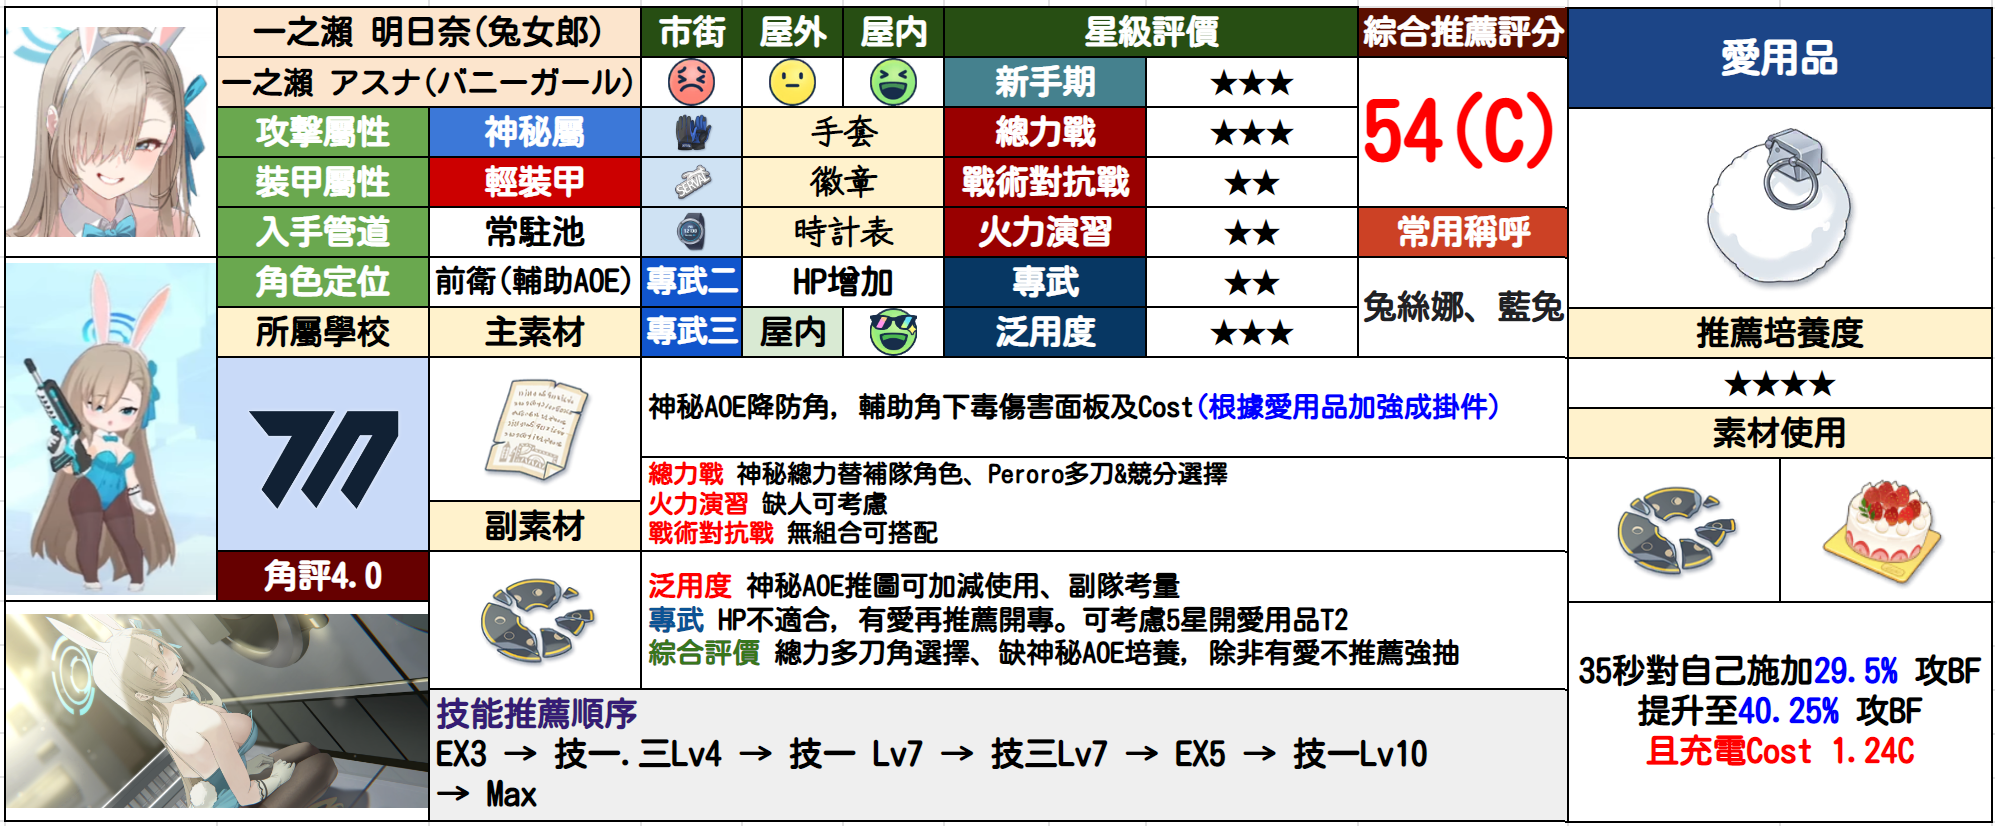 一之瀨 明日奈(兔女郎)
市街
屋外
屋内
星級評價
綜合推薦評分
愛用品
一之瀨 アスナ(バニーガール)
新手期
★★★
54(C)
攻擊屬性
神秘屬
手套
總力戰
★★★
裝甲屬性
輕裝甲
SERVAL
徽章
戰術對抗戰
★★
入手管道
常駐池
12:00
時計表
火力演習
★★
常用稱呼
角色定位
前衛(輔助AOE)
專武二
HP增加
專武
★★
兔絲娜、藍兔
所屬學校
主素材
專武三
屋内
泛用度
★★★
推薦培養度
★★★★
神秘AOE降防角, 輔助角下毒傷害面板及Cost(根據愛用品加強成掛件)
素材使用
總力戰 神秘總力替補隊角色、Peroro多刀&競分選擇
火力演習 缺人可考慮
戰術對抗戰 無組合可搭配
副素材
角評4.0
泛用度 神秘AOE推圖可加減使用、副隊考量
專武 HP不適合, 有愛再推薦開專。可考慮5星開愛用品T2
綜合評價 總力多刀角選擇、缺神秘AOE培養, 除非有愛不推薦強抽
35秒對自己施加29.5% 攻BF
提升至40.25% 攻BF
且充電Cost 1.24C
技能推薦順序
EX3 → 技一.三Lv4 → 技一 Lv7 → 技三Lv7 → EX5 → 技一Lv10
→ Max